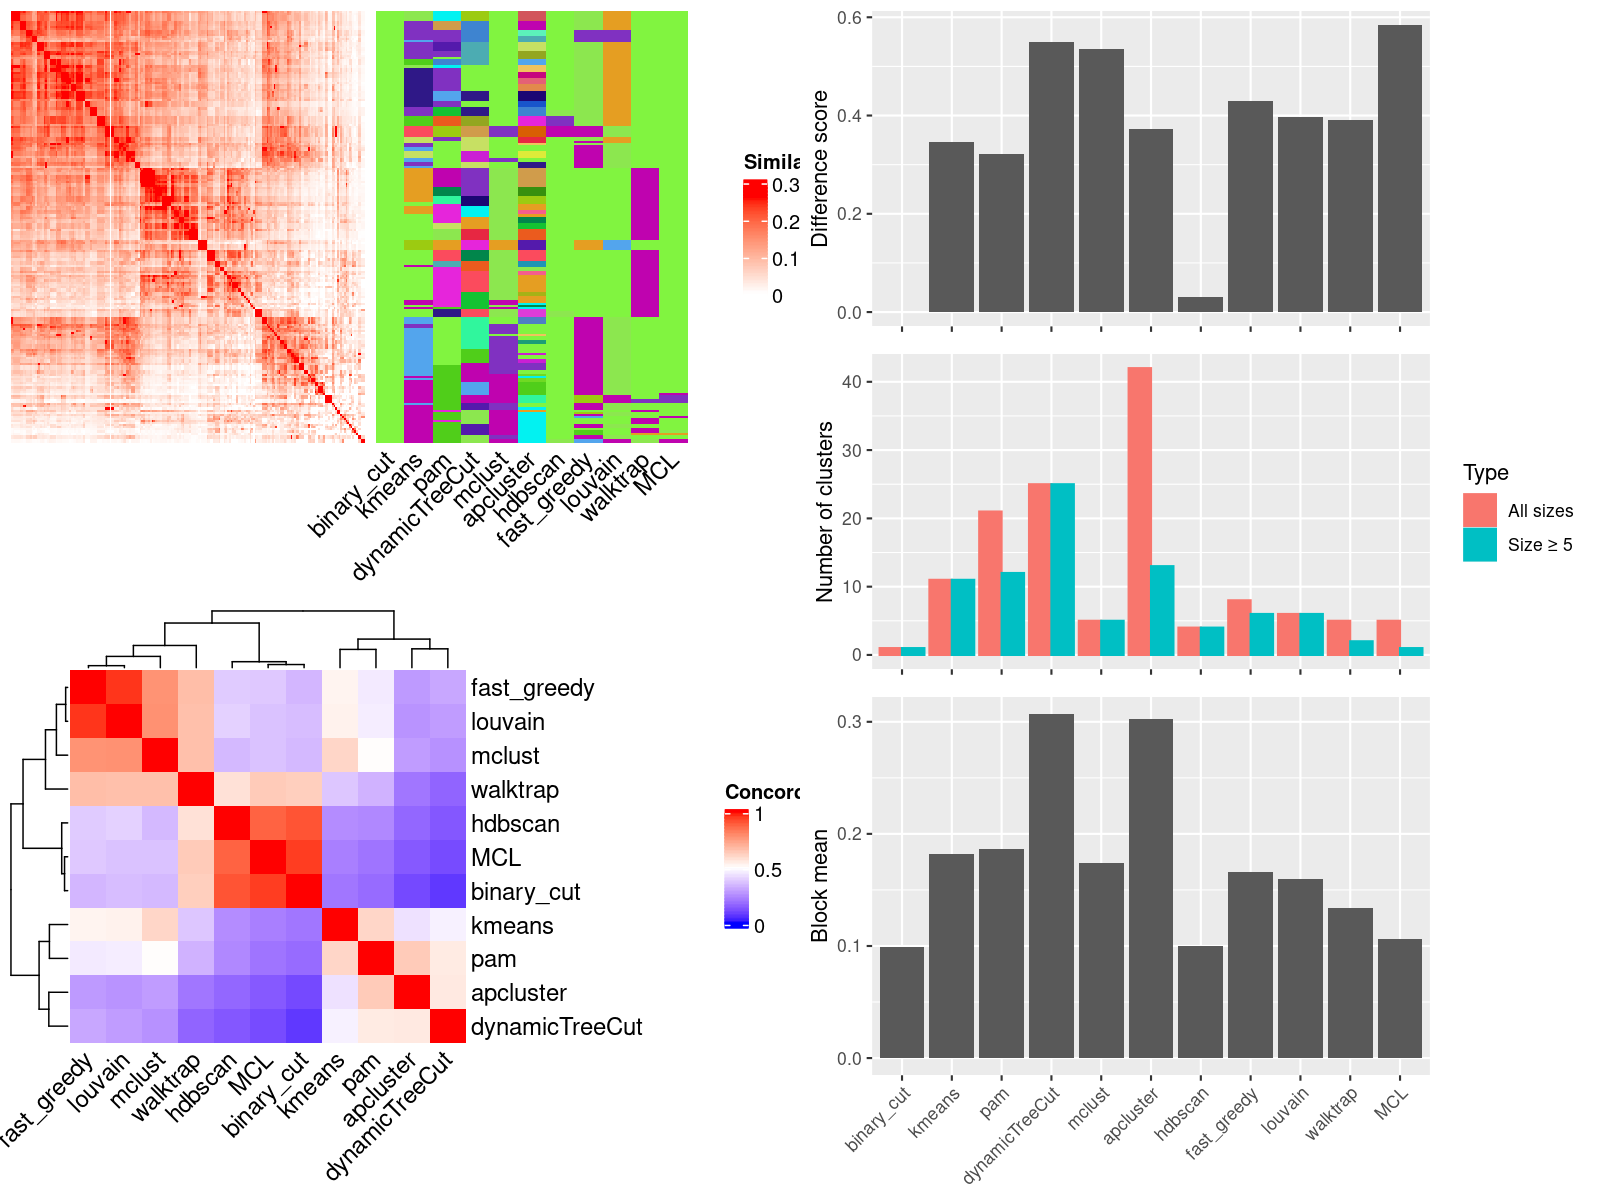 Simila
0.3
0.2
0.1
0
binary_cut
kmeans
pam
dynamicTreeCut
mclust
apcluster
hdbscan
fast_greedy
louvain
walktrap
MCL
fast_greedy
louvain
mclust
walktrap
hdbscan
MCL
binary_cut
kmeans
pam
apcluster
dynamicTreeCut
fast_greedy
louvain
mclust
walktrap
hdbscan
MCL
binary_cut
kmeans
pam
apcluster
dynamicTreeCut
Concord
1
0.5
0
Difference score
0.6
0.4
0.2
0.0
Number of clusters
40
30
20
10
0
Type
All sizes
Size ≥ 5
Block mean
0.3
0.2
0.1
0.0
binary_cut
kmeans
pam
dynamicTreeCut
mclust
apcluster
hdbscan
fast_greedy
louvain
walktrap
MCL